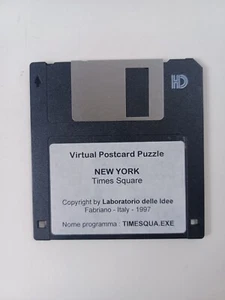 HD
Virtual Postcard Puzzle
NEW YORK
Times Square
Copyright by Laboratorio delle Idee
Fabriano - Italy - 1997
Nome programma : TIMESQUA.EXE